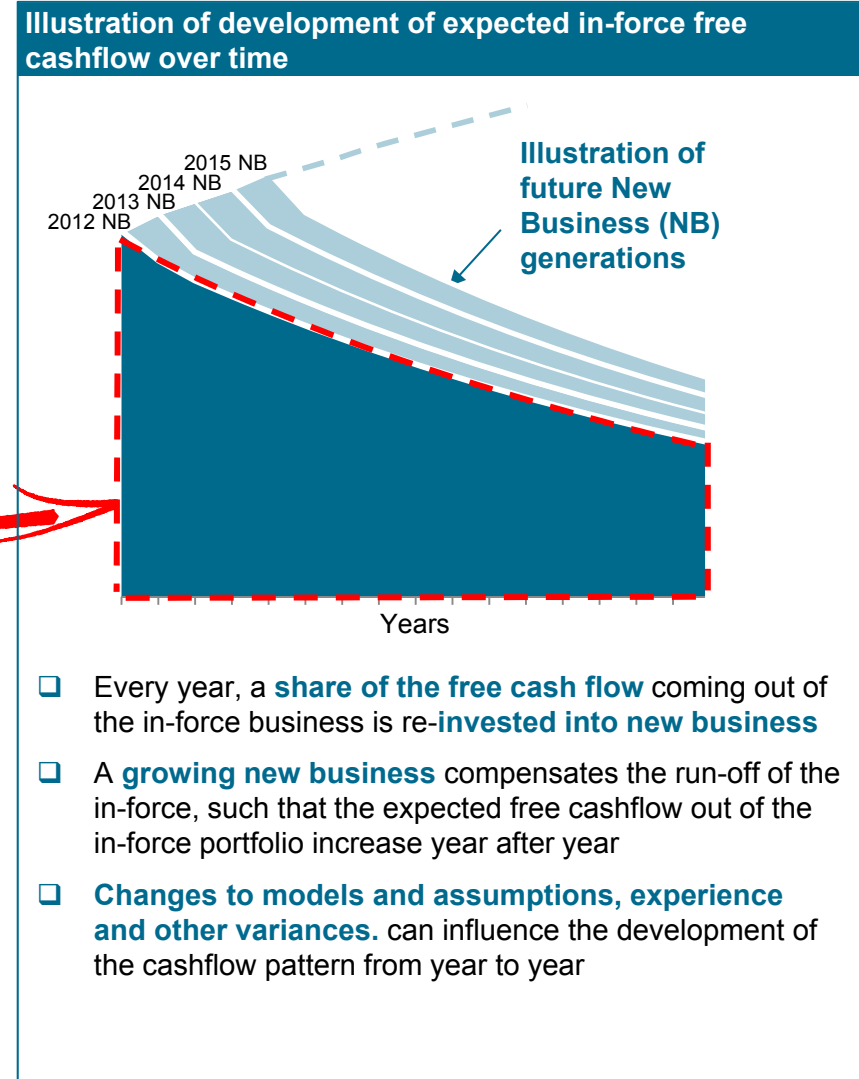 Illustration of development of expected in-force free
cashflow over time
2015 NB
2014 NB
2013 NB
2012 NB
Illustration of
future New
Business (NB)
generations
Years
Every year, a share of the free cash flow coming out of
the in-force business is re-invested into new business
A growing new business compensates the run-off of the
in-force, such that the expected free cashflow out of the
in-force portfolio increase year after year
Changes to models and assumptions, experience
and other variances. can influence the development of
the cashflow pattern from year to year